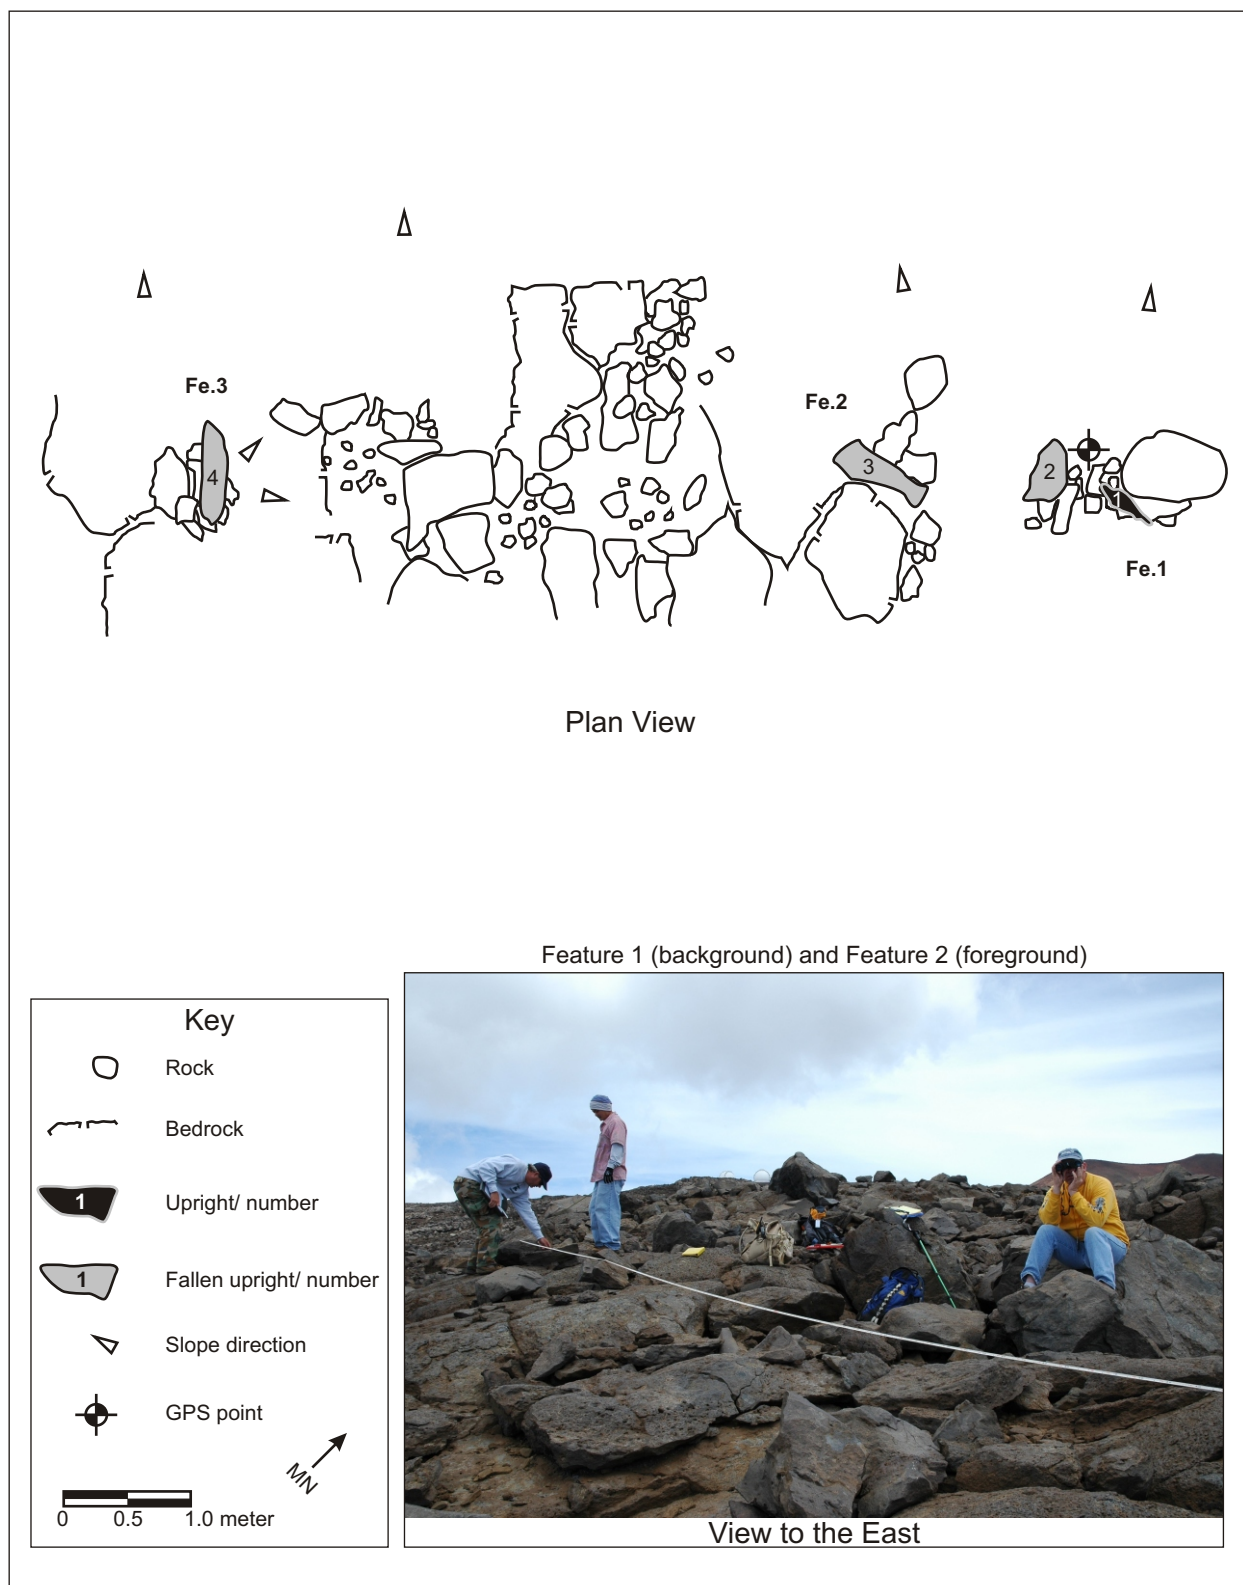 Fe.3
Fe.2
4
3
2
1
Fe.1
Plan View
Feature 1 (background) and Feature 2 (foreground)
Key
Rock
Bedrock
1 Upright/ number
1 Fallen upright/ number
Slope direction
GPS point
MN
0 0.5 1.0 meter
View to the East